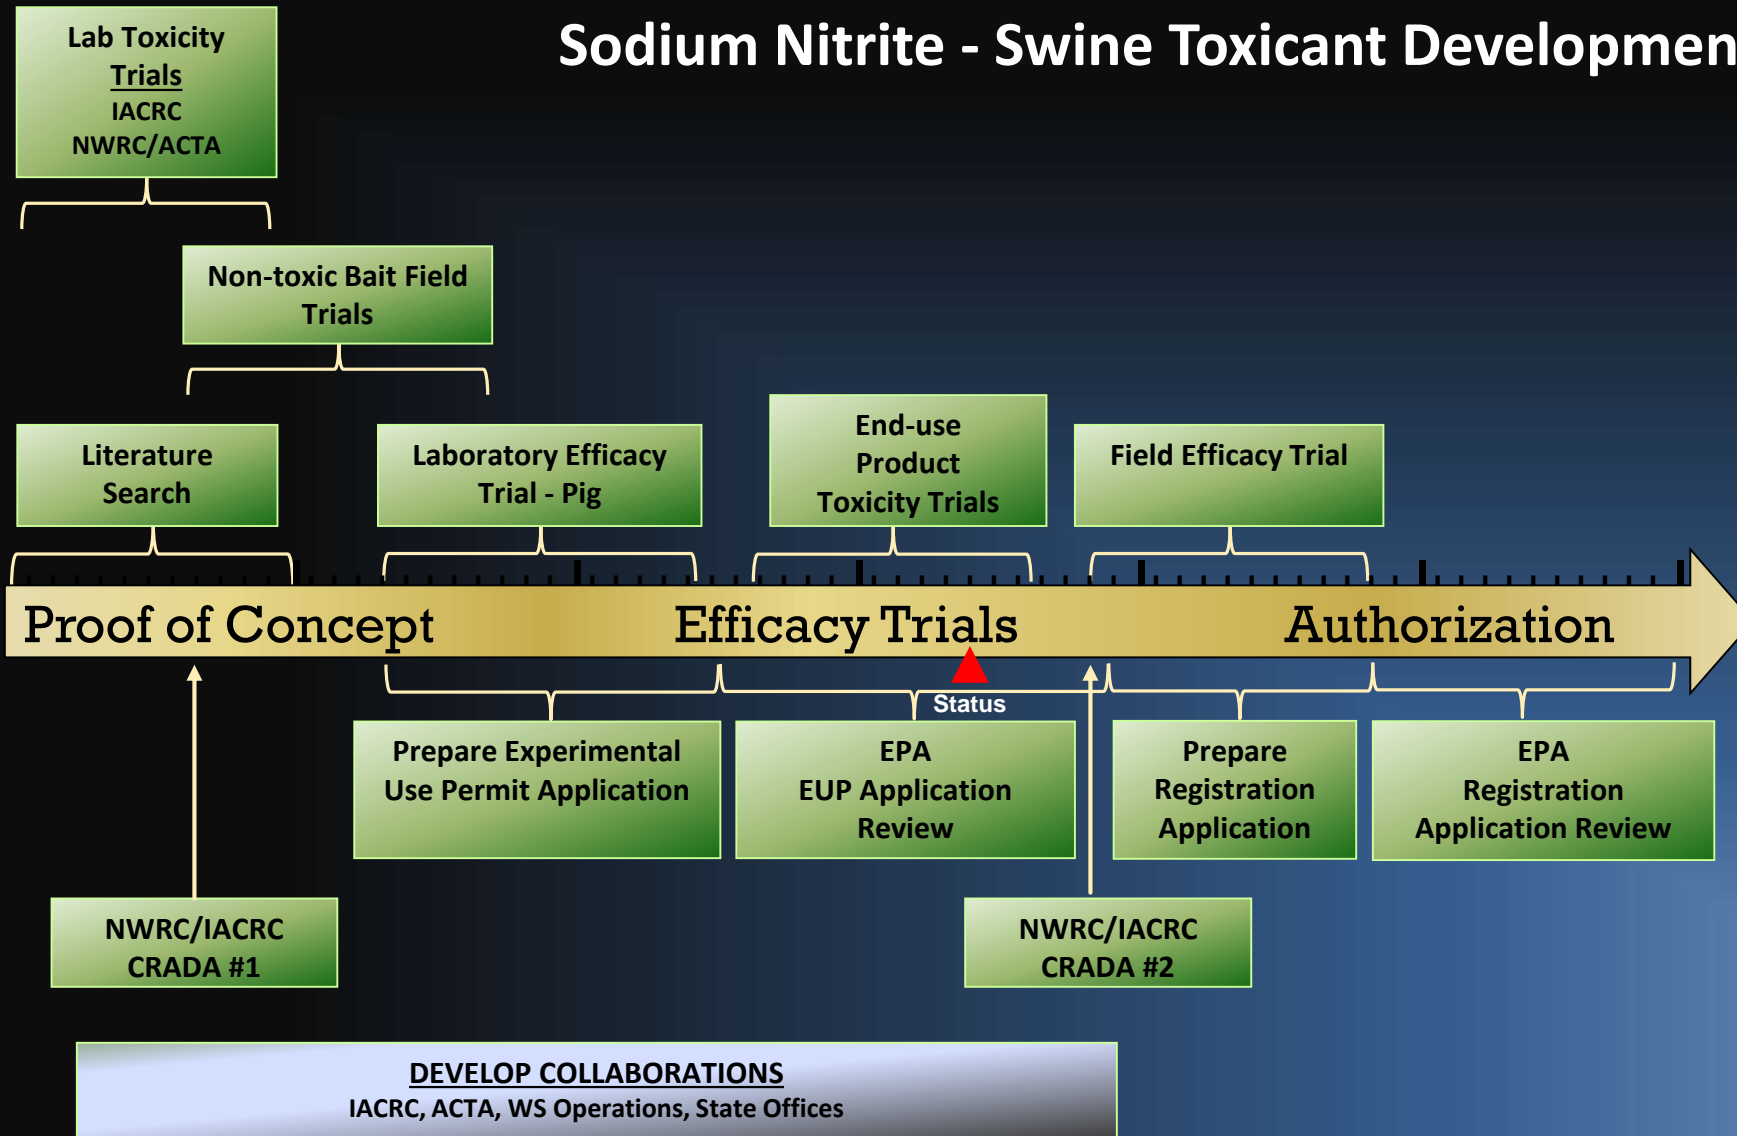 Sodium Nitrite - Swine Toxicant Developmen
Lab Toxicity
Trials
IACRC
NWRC/ACTA
Non-toxic Bait Field
Trials
Literature
Search
Laboratory Efficacy
Trial - Pig
End-use
Product
Toxicity Trials
Field Efficacy Trial
Proof of Concept
Efficacy Trials
Authorization
Status
Prepare Experimental
Use Permit Application
EPA
EUP Application
Review
Prepare
Registration
Application
EPA
Registration
Application Review
NWRC/IACRC
CRADA #1
NWRC/IACRC
CRADA #2
DEVELOP COLLABORATIONS
IACRC, ACTA, WS Operations, State Offices